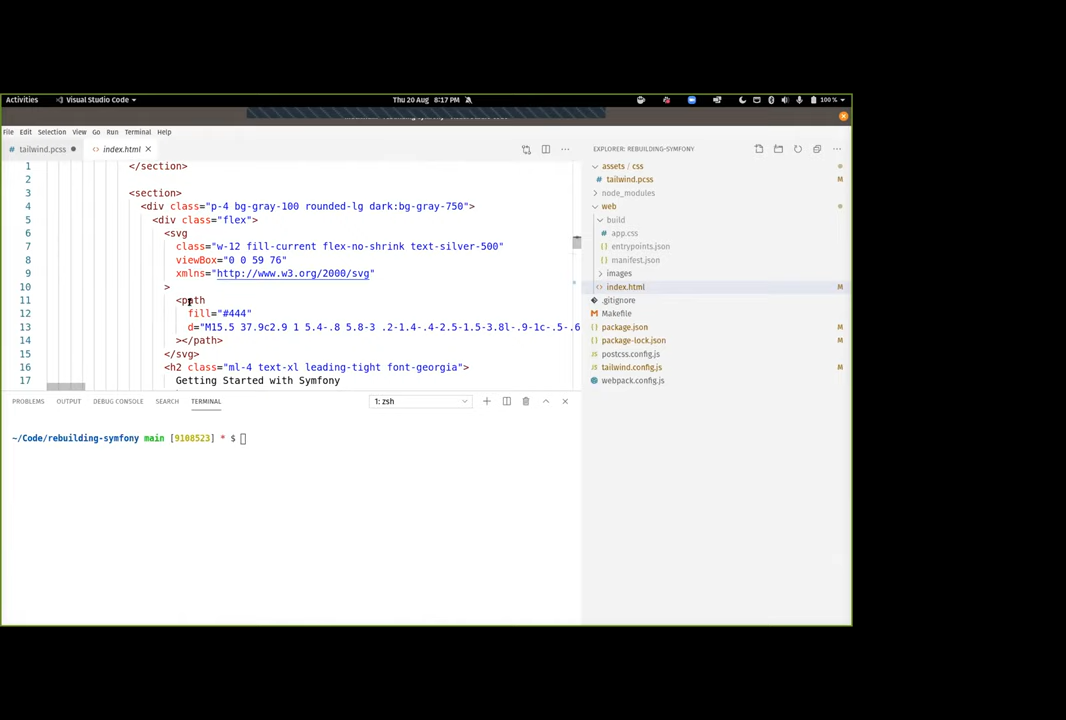 Activities Visual Studio Code Thu 20 Aug 8:17 PM 100 %
File Edit Selection View Go Run Terminal Help
tailwind.pcss index.html EXPLORER: REBUILDING-SYMFONY
1 </section>
2
3 <section>
4 <div class="p-4 bg-gray-100 rounded-lg dark:bg-gray-750">
5 <div class="flex">
6 <svg
7 class="w-12 fill-current flex-no-shrink text-silver-500"
8 viewBox="0 0 59 76"
9 xmlns="http://www.w3.org/2000/svg"
10 >
11 <path
12 fill="#444"
13 d="M15.5 37.9c2.9 1 5.4-.8 5.8-3 .2-1.4-.4-2.5-1.5-3.8l-.9-1c-.5-.6
14 ></path>
15 </svg>
16 <h2 class="ml-4 text-xl leading-tight font-georgia">
17 Getting Started with Symfony
assets / css
tailwind.pcss
node_modules
web
build
app.css
entrypoints.json
manifest.json
images
index.html M
.gitignore
Makefile
package.json M
package-lock.json M
postcss.config.js
tailwind.config.js M
webpack.config.js
PROBLEMS OUTPUT DEBUG CONSOLE SEARCH TERMINAL 1: zsh
~/Code/rebuilding-symfony main [9108523] * $